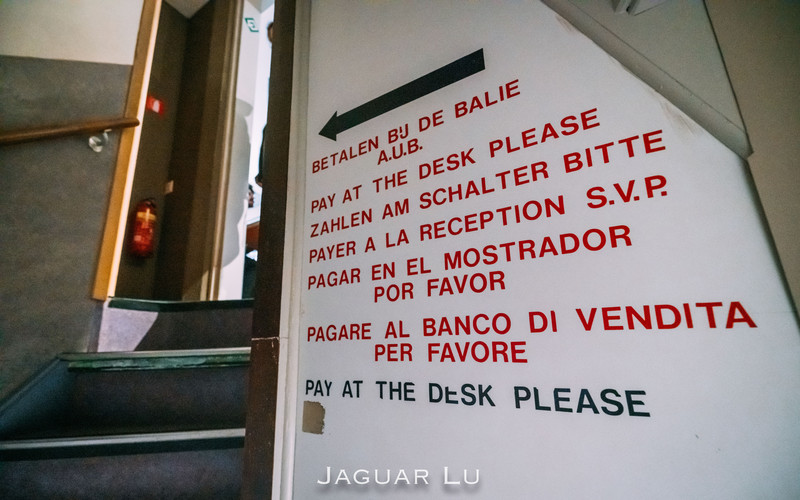 BETALEN BIJ DE BALIE
A.U.B.
PAY AT THE DESK PLEASE
ZAHLEN AM SCHALTER BITTE
PAYER A LA RECEPTION S.V.P.
PAGAR EN EL MOSTRADOR
POR FAVOR
PAGARE AL BANCO DI VENDITA
PER FAVORE
PAY AT THE DESK PLEASE
JAGUAR LU